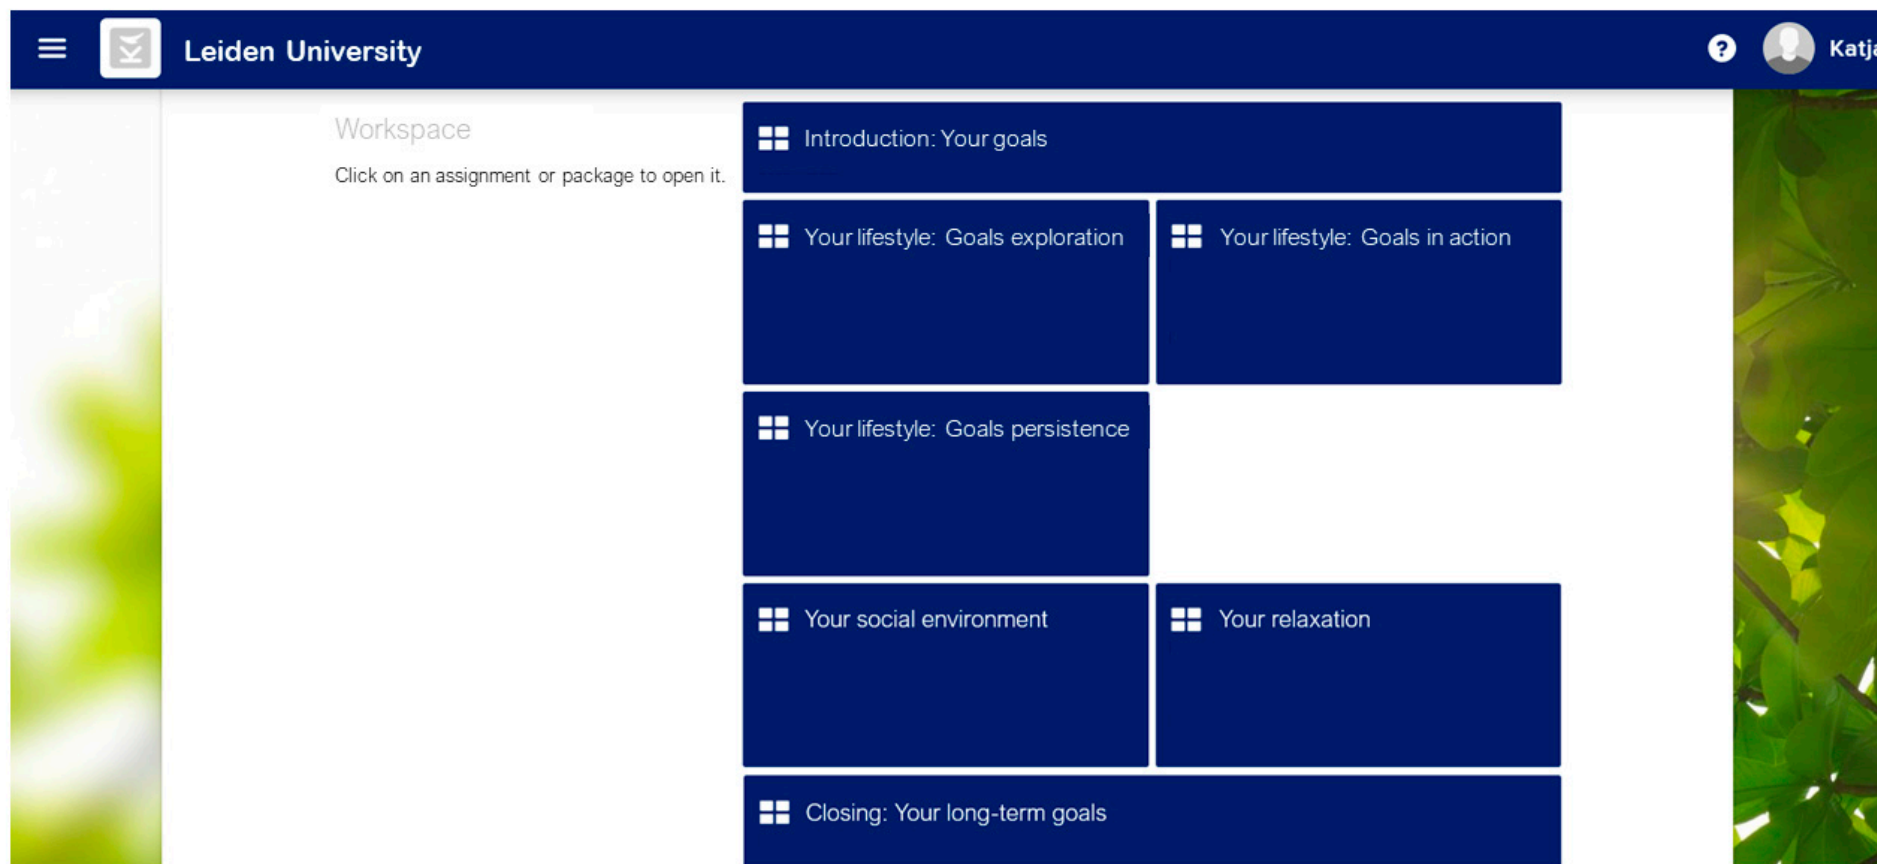 Leiden University
?
Katja
Workspace
Click on an assignment or package to open it.
Introduction: Your goals
Your lifestyle: Goals exploration
Your lifestyle: Goals in action
Your lifestyle: Goals persistence
Your social environment
Your relaxation
Closing: Your long-term goals